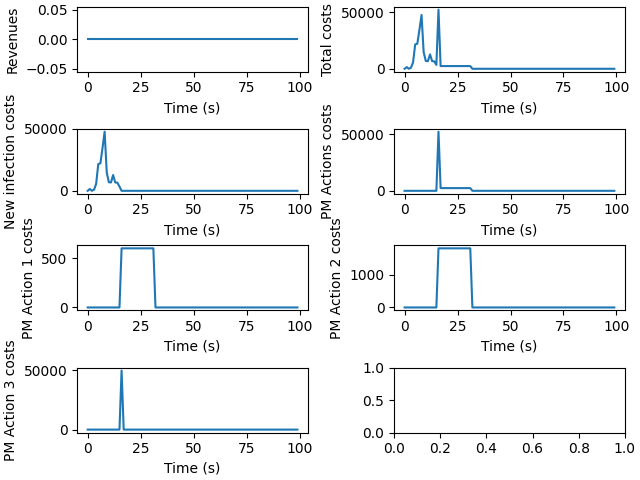 Revenues
0.05
0.00
−0.05
0 25 50 75 100
Time (s)
Total costs
50000
0
0 25 50 75 100
Time (s)
New infection costs
50000
0
0 25 50 75 100
Time (s)
PM Actions costs
50000
0
0 25 50 75 100
Time (s)
PM Action 1 costs
500
0
0 25 50 75 100
Time (s)
PM Action 2 costs
1000
0
0 25 50 75 100
Time (s)
PM Action 3 costs
50000
0
0 25 50 75 100
Time (s)
1.0
0.5
0.0
0.0 0.2 0.4 0.6 0.8 1.0